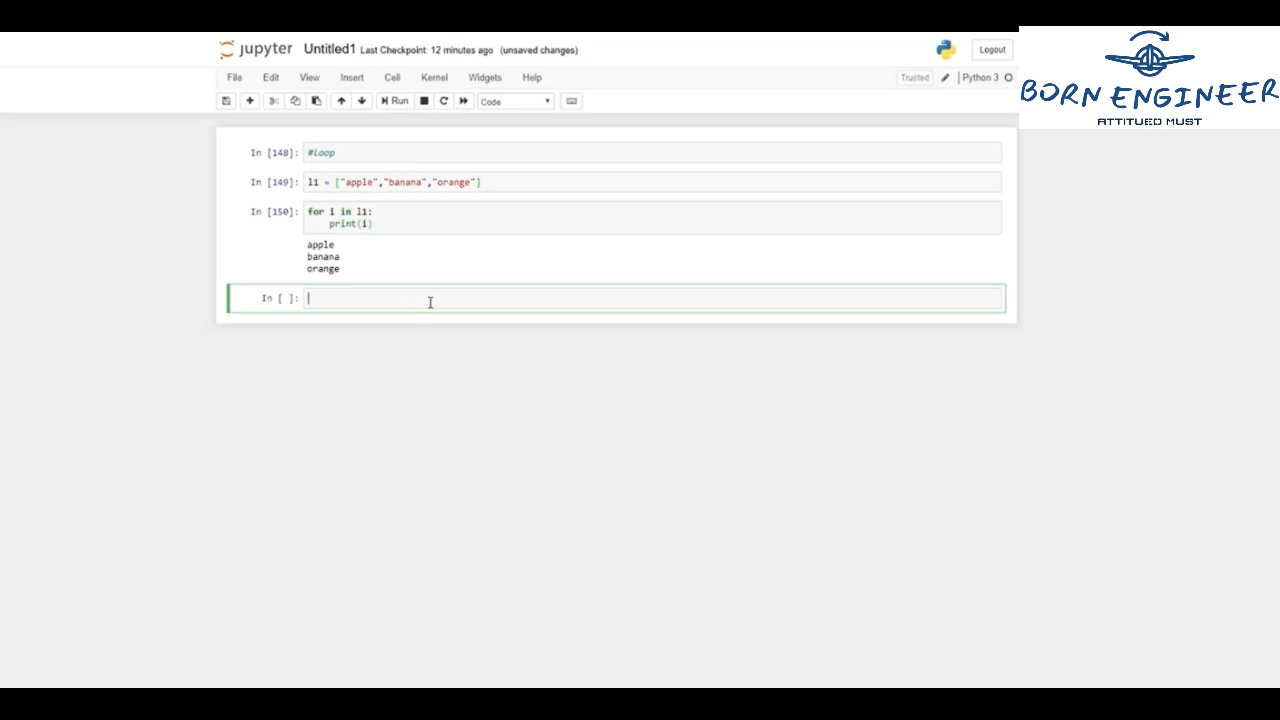 jupyter Untitled1 Last Checkpoint: 12 minutes ago (unsaved changes)
Logout
File Edit View Insert Cell Kernel Widgets Help
Trusted
Python 3
Run
Code
BORN ENGINEER
ATTITUED MUST
In [148]: #Loop
In [149]: l1 = ["apple","banana","orange"]
In [150]: for i in l1:
print(i)
apple
banana
orange
In [ ]: